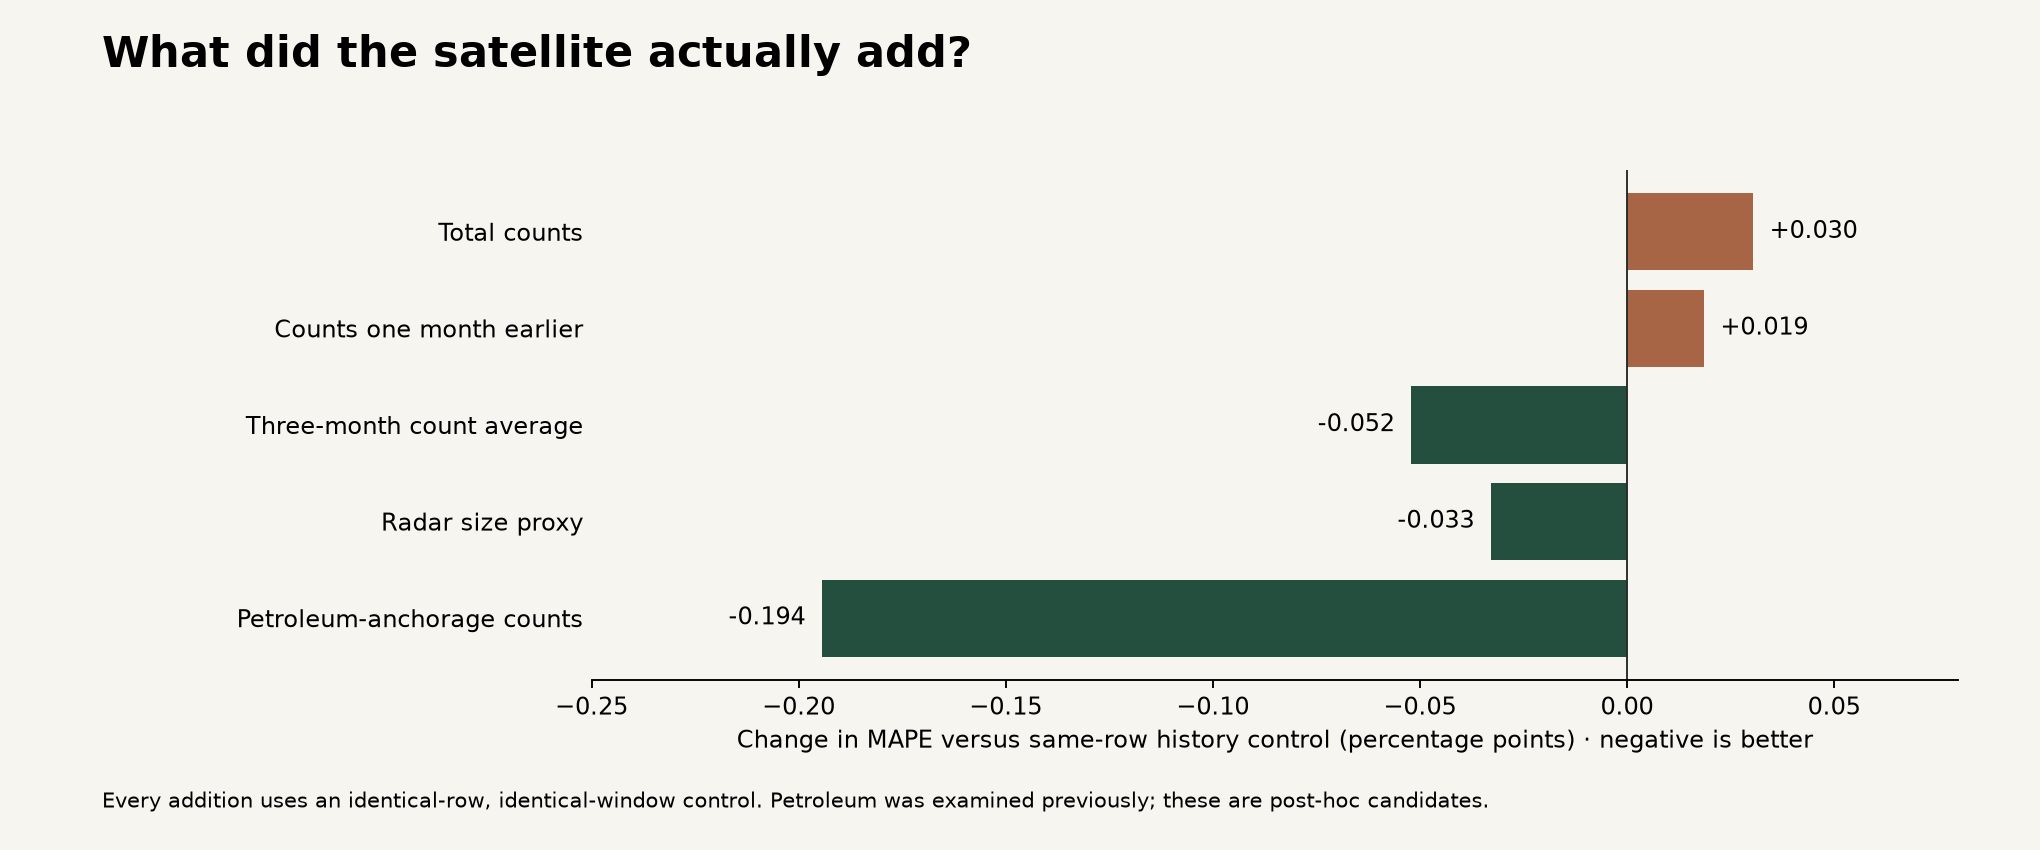 What did the satellite actually add?
Total counts
+0.030
Counts one month earlier
+0.019
Three-month count average
-0.052
Radar size proxy
-0.033
Petroleum-anchorage counts
-0.194
−0.25
−0.20
−0.15
−0.10
−0.05
0.00
0.05
Change in MAPE versus same-row history control (percentage points) · negative is better
Every addition uses an identical-row, identical-window control. Petroleum was examined previously; these are post-hoc candidates.